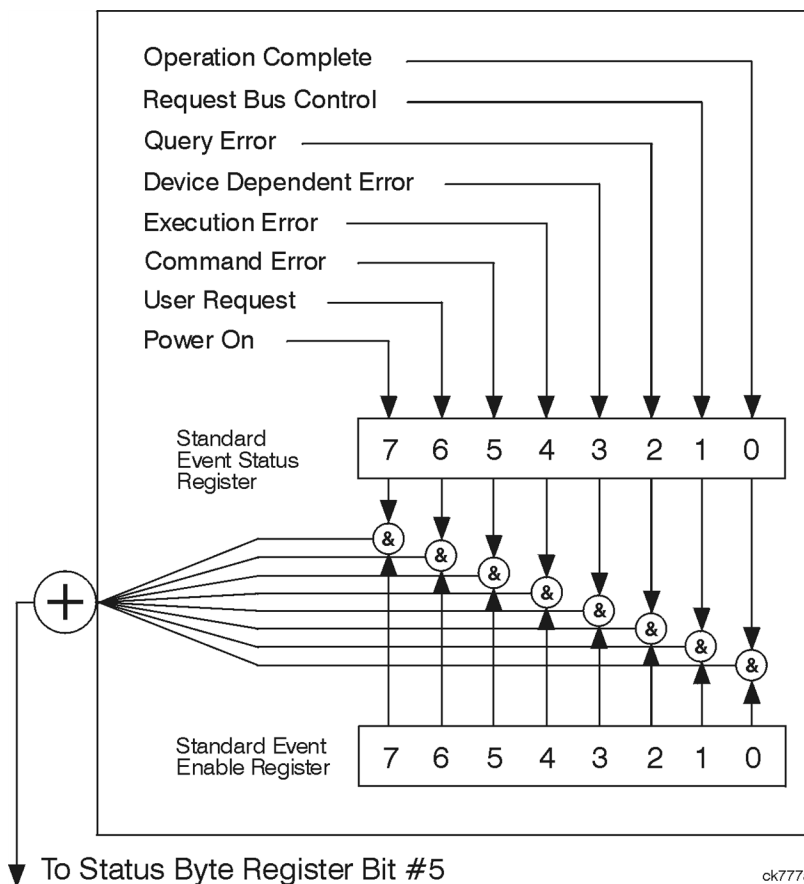 Operation Complete
Request Bus Control
Query Error
Device Dependent Error
Execution Error
Command Error
User Request
Power On
Standard
Event Status
Register
7 6 5 4 3 2 1 0
&
&
&
&
&
&
&
&
+
Standard Event
Enable Register
7 6 5 4 3 2 1 0
To Status Byte Register Bit #5